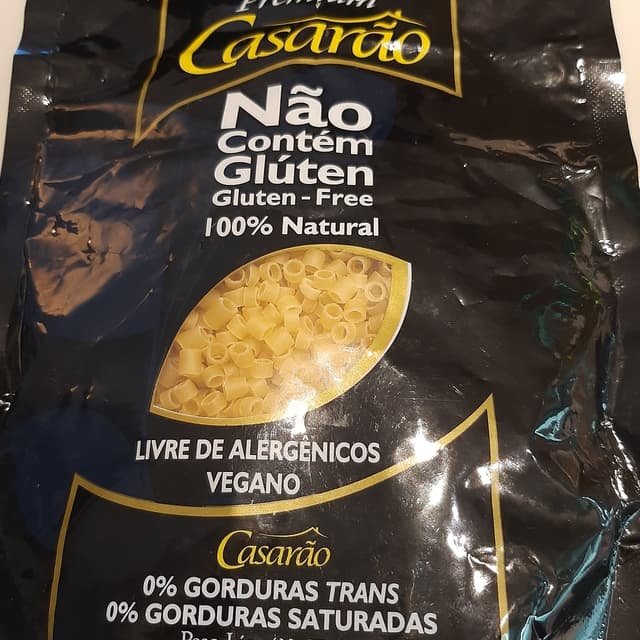 Premium
Casarão
Não
Contém
Glúten
Gluten - Free
100% Natural
LIVRE DE ALERGÊNICOS
VEGANO
Casarão
0% GORDURAS TRANS
0% GORDURAS SATURADAS